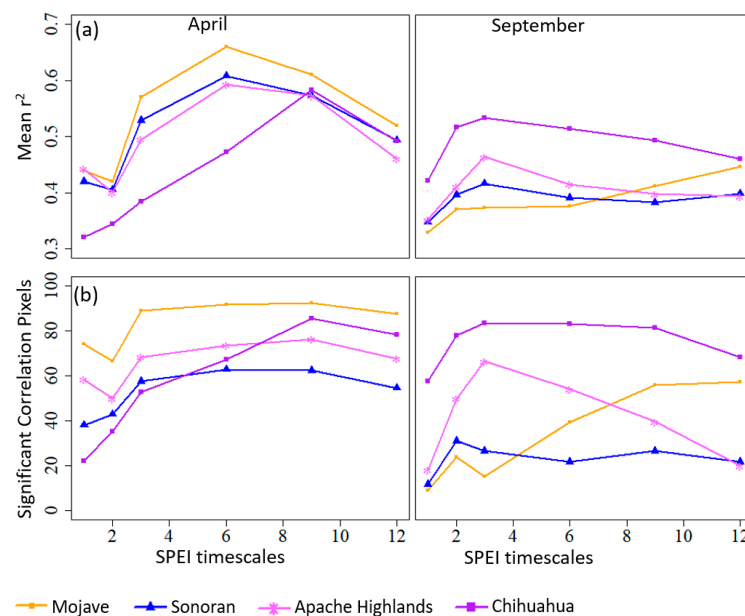 (a)
April
September
Mean r²
0.7
0.6
0.5
0.4
0.3
(b)
Significant Correlation Pixels
100
80
60
40
20
0
2 4 6 8 10 12
2 4 6 8 10 12
SPEI timescales
SPEI timescales
Mojave Sonoran Apache Highlands Chihuahua